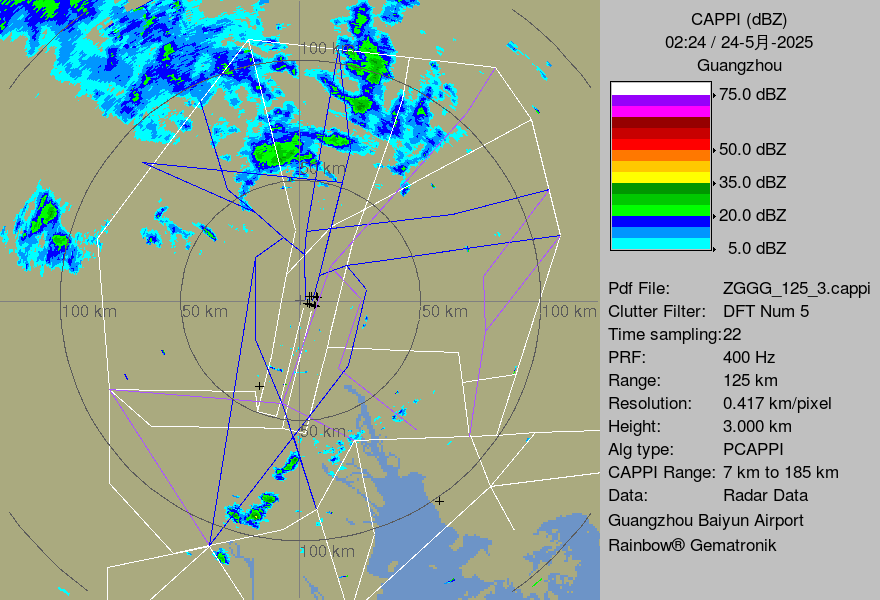 CAPPI (dBZ)
02:24 / 24-5月-2025
Guangzhou
75.0 dBZ
50.0 dBZ
35.0 dBZ
20.0 dBZ
5.0 dBZ
Pdf File: ZGGG_125_3.cappi
Clutter Filter: DFT Num 5
Time sampling:22
PRF: 400 Hz
Range: 125 km
Resolution: 0.417 km/pixel
Height: 3.000 km
Alg type: PCAPPI
CAPPI Range: 7 km to 185 km
Data: Radar Data
Guangzhou Baiyun Airport
Rainbow® Gematronik
100 km
50 km
100 km
50 km
50 km
100 km
50 km
100 km